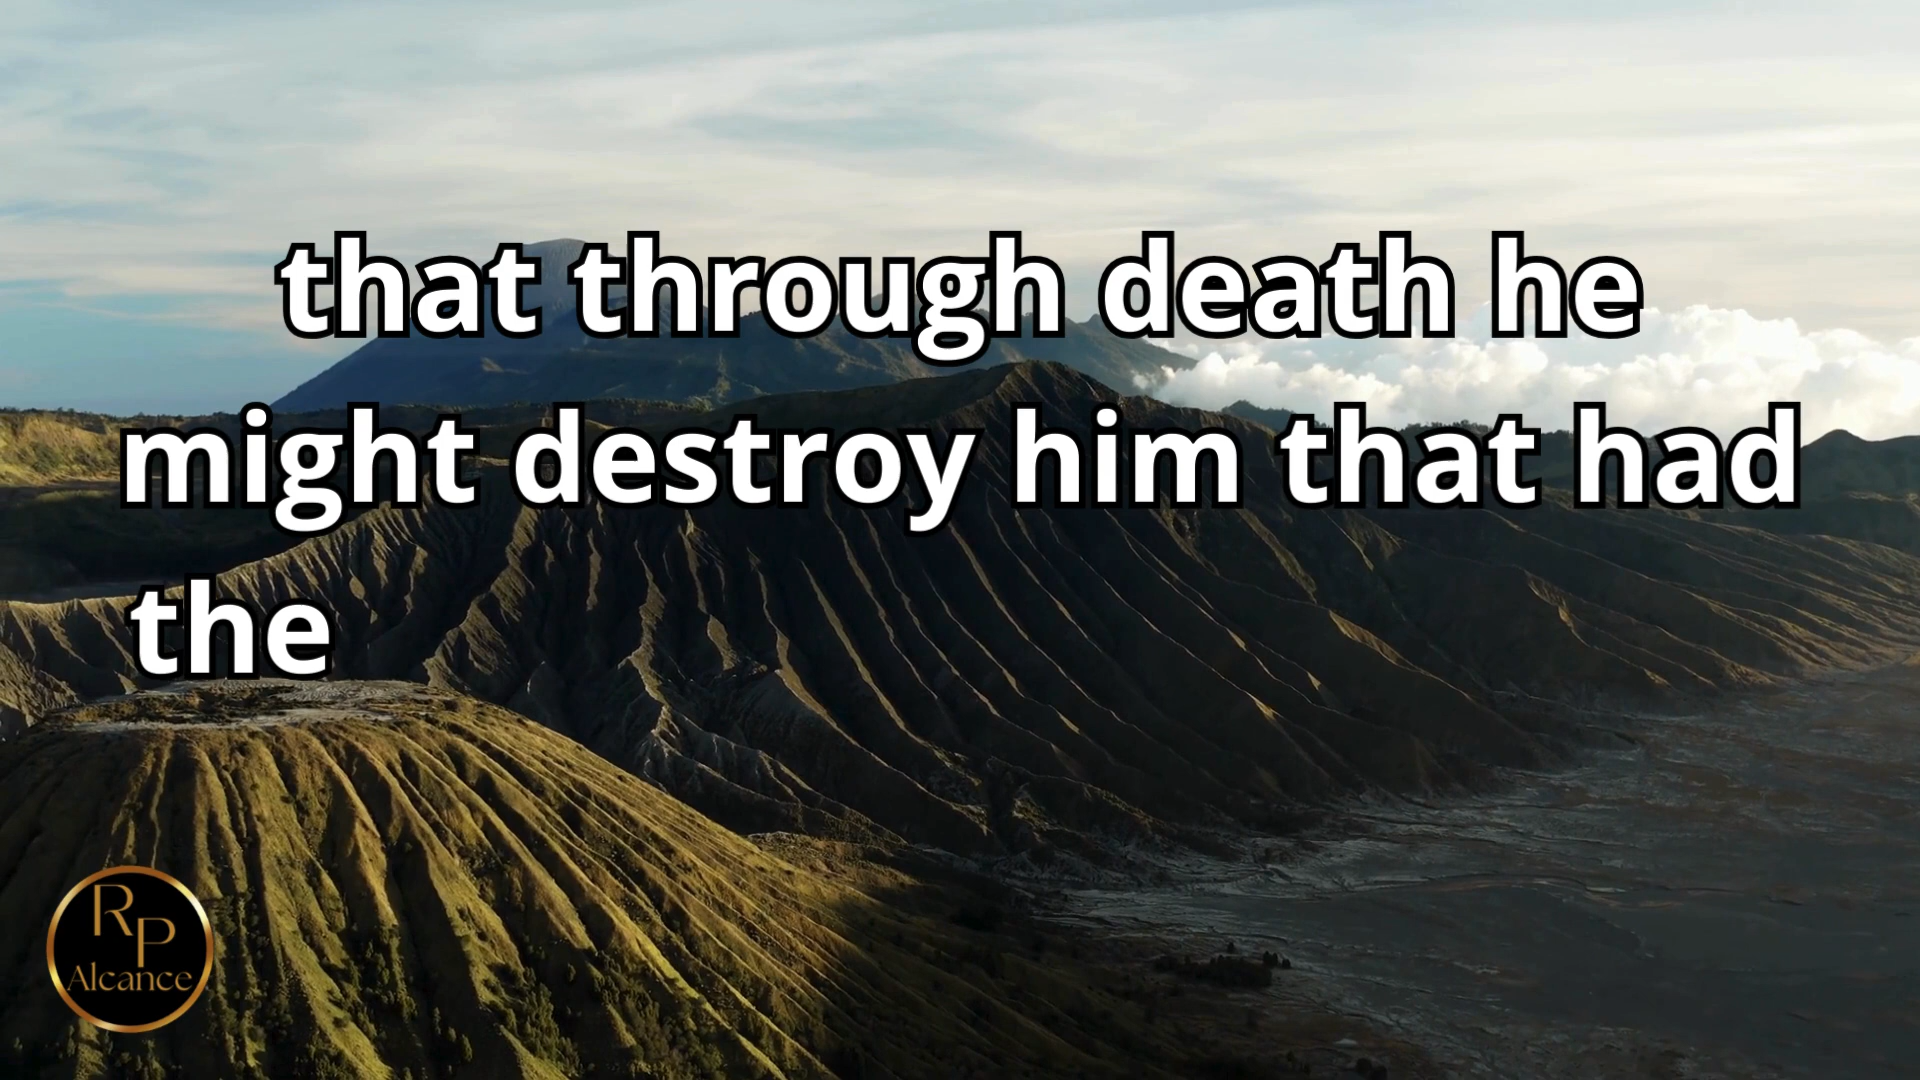 that through death he
might destroy him that had
the
RP
Alcance